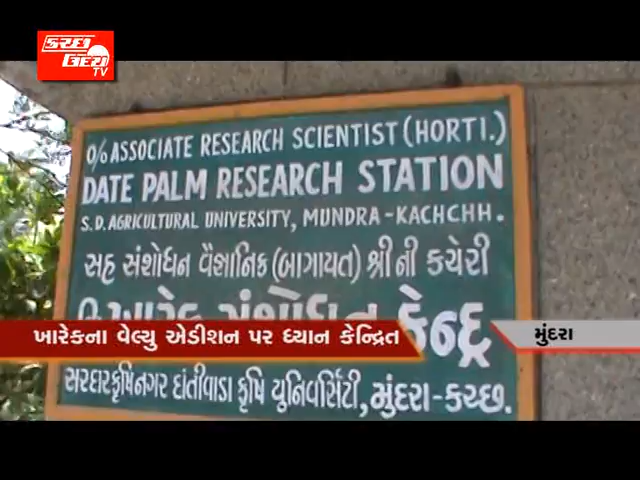 કચ્છ
ઉદય
TV
O/o ASSOCIATE RESEARCH SCIENTIST (HORTI.)
DATE PALM RESEARCH STATION
S.D. AGRICULTURAL UNIVERSITY, MUNDRA-KACHCHH.
સહ સંશોધન વૈજ્ઞાનિક (બાગાયત) શ્રી ની કચેરી
ખારેક સંશોધન કેન્દ્ર
ખારેકના વેલ્યુ એડીશન પર ધ્યાન કેન્દ્રિત
મુંદરા
સરદારકૃષિનગર દાંતીવાડા કૃષિ યુનિવર્સિટી, મુંદરા-કચ્છ.